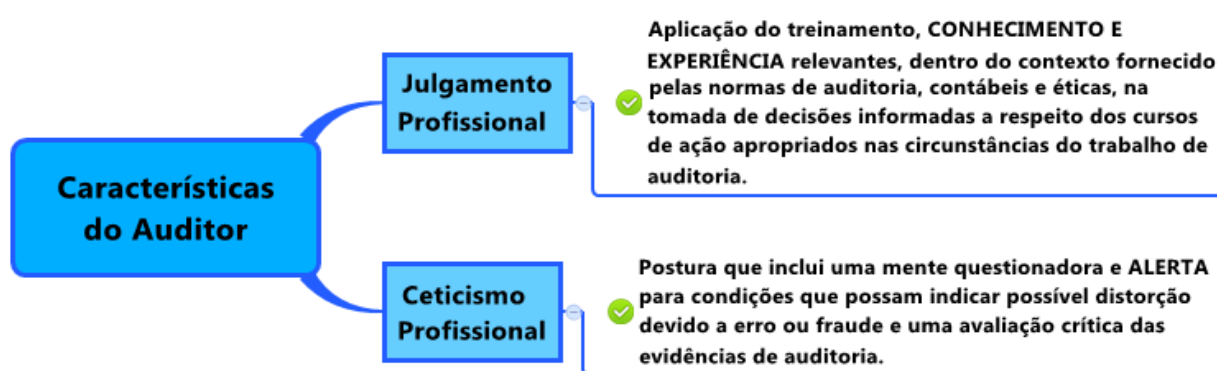 Características
do Auditor
Julgamento
Profissional
Aplicação do treinamento, CONHECIMENTO E
EXPERIÊNCIA relevantes, dentro do contexto fornecido
pelas normas de auditoria, contábeis e éticas, na
tomada de decisões informadas a respeito dos cursos
de ação apropriados nas circunstâncias do trabalho de
auditoria.
Ceticismo
Profissional
Postura que inclui uma mente questionadora e ALERTA
para condições que possam indicar possível distorção
devido a erro ou fraude e uma avaliação crítica das
evidências de auditoria.